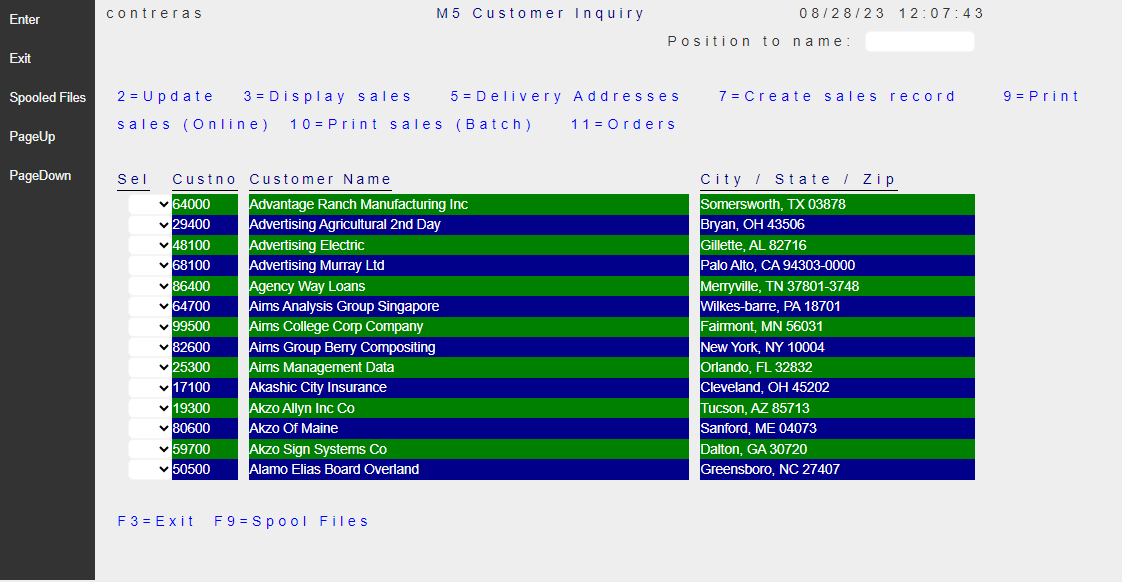 Enter
Exit
Spooled Files
PageUp
PageDown
contreras M5 Customer Inquiry 08/28/23 12:07:43
Position to name:
2=Update 3=Display sales 5=Delivery Addresses 7=Create sales record 9=Print
sales (Online) 10=Print sales (Batch) 11=Orders
Sel Custno Customer Name City / State / Zip
64000 Advantage Ranch Manufacturing Inc Somersworth, TX 03878
29400 Advertising Agricultural 2nd Day Bryan, OH 43506
48100 Advertising Electric Gillette, AL 82716
68100 Advertising Murray Ltd Palo Alto, CA 94303-0000
86400 Agency Way Loans Merryville, TN 37801-3748
64700 Aims Analysis Group Singapore Wilkes-barre, PA 18701
99500 Aims College Corp Company Fairmont, MN 56031
82600 Aims Group Berry Compositing New York, NY 10004
25300 Aims Management Data Orlando, FL 32832
17100 Akashic City Insurance Cleveland, OH 45202
19300 Akzo Allyn Inc Co Tucson, AZ 85713
80600 Akzo Of Maine Sanford, ME 04073
59700 Akzo Sign Systems Co Dalton, GA 30720
50500 Alamo Elias Board Overland Greensboro, NC 27407
F3=Exit F9=Spool Files